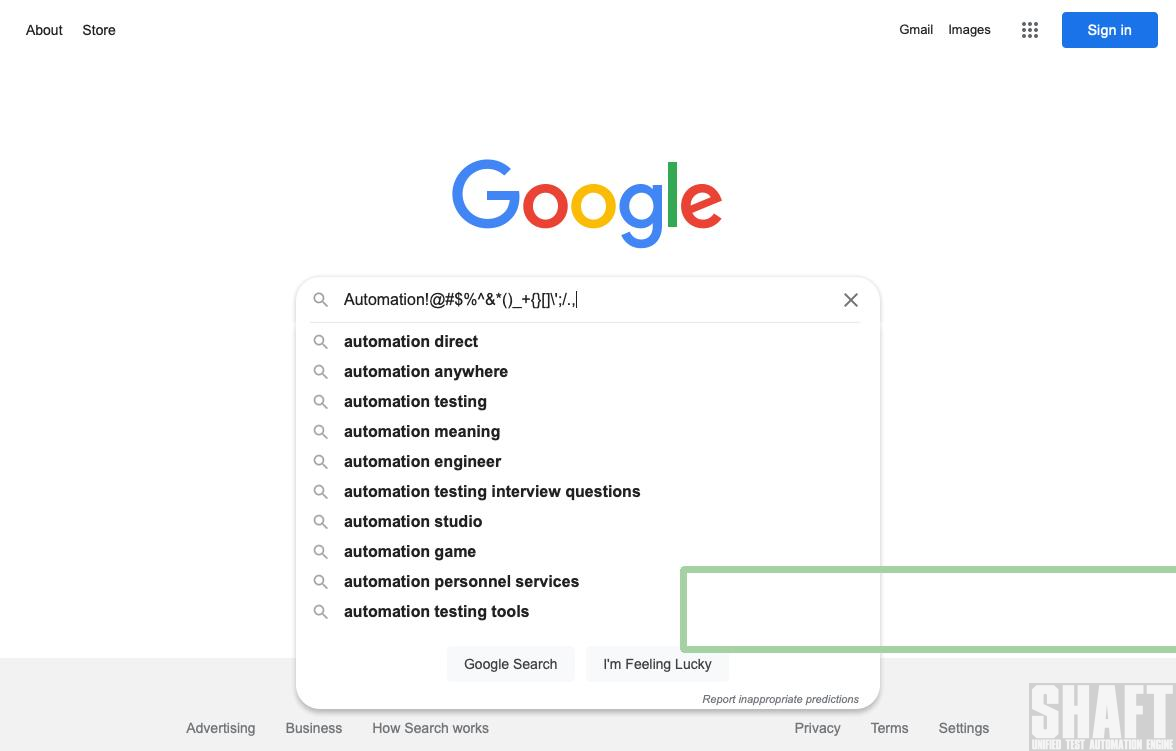 About Store Gmail Images Sign in
Google
Automation!@#$%^&*()_+{}[]\';/.,
automation direct
automation anywhere
automation testing
automation meaning
automation engineer
automation testing interview questions
automation studio
automation game
automation personnel services
automation testing tools
Google Search I'm Feeling Lucky
Report inappropriate predictions
Advertising Business How Search works Privacy Terms Settings
SHAFT
UNIFIED TEST AUTOMATION ENGINE